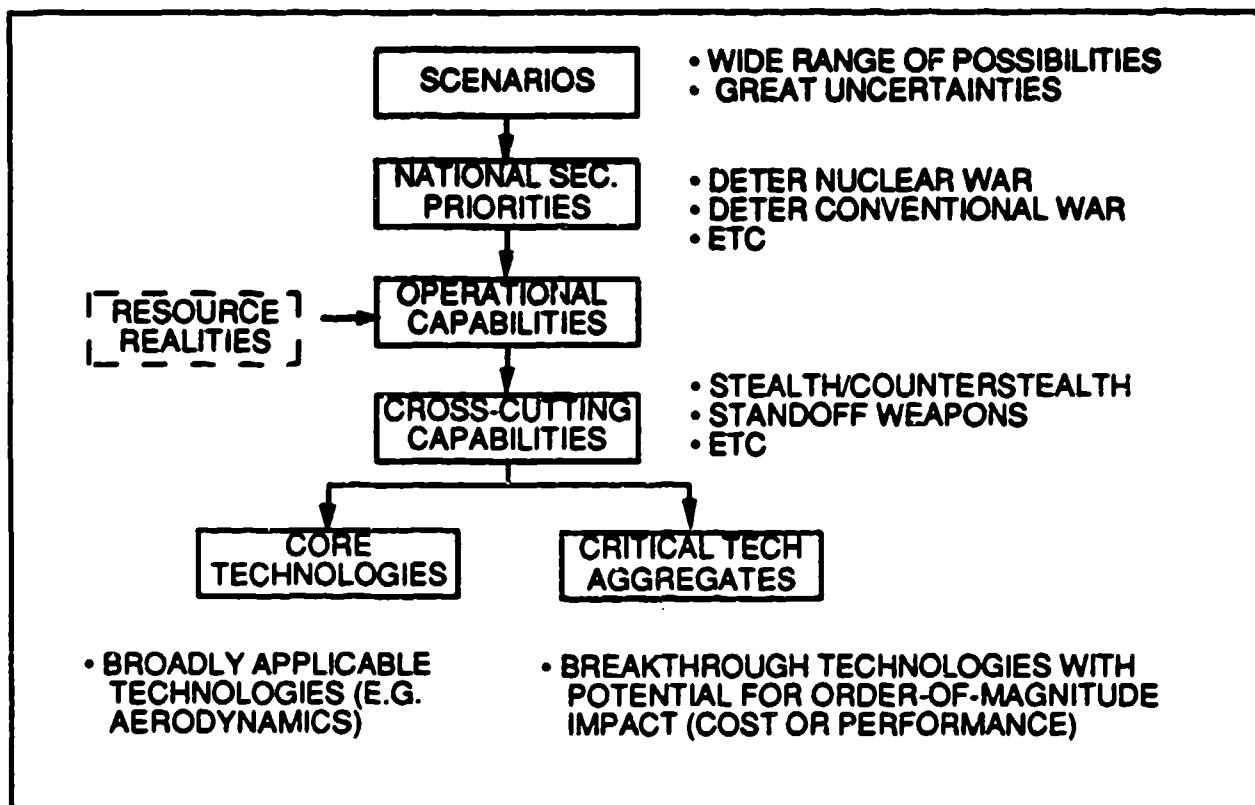 SCENARIOS
• WIDE RANGE OF POSSIBILITIES
• GREAT UNCERTAINTIES
NATIONAL SEC.
PRIORITIES
• DETER NUCLEAR WAR
• DETER CONVENTIONAL WAR
• ETC
RESOURCE
REALITIES
OPERATIONAL
CAPABILITIES
CROSS-CUTTING
CAPABILITIES
• STEALTH/COUNTERSTEALTH
• STANDOFF WEAPONS
• ETC
CORE
TECHNOLOGIES
CRITICAL TECH
AGGREGATES
• BROADLY APPLICABLE
TECHNOLOGIES (E.G.
AERODYNAMICS)
• BREAKTHROUGH TECHNOLOGIES WITH
POTENTIAL FOR ORDER-OF-MAGNITUDE
IMPACT (COST OR PERFORMANCE)